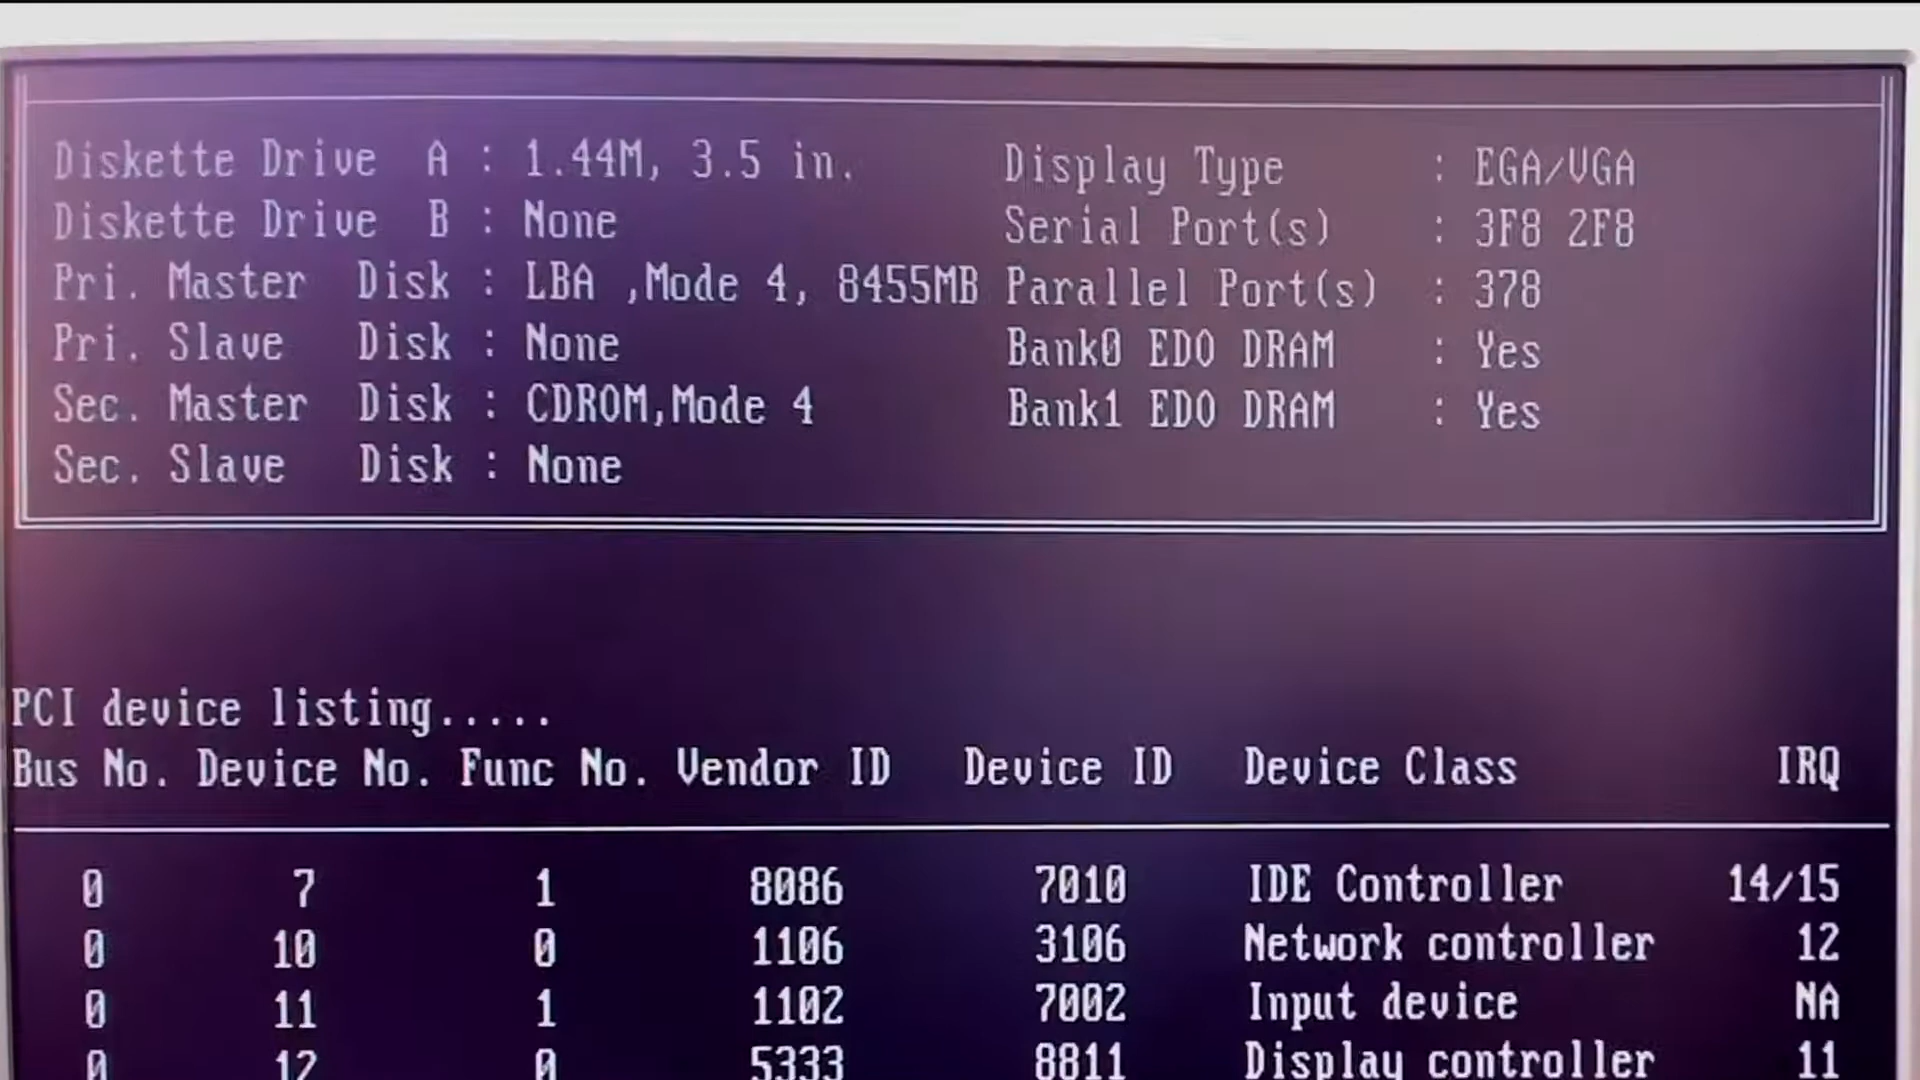 Diskette Drive A : 1.44M, 3.5 in. Display Type : EGA/VGA
Diskette Drive B : None Serial Port(s) : 3F8 2F8
Pri. Master Disk : LBA ,Mode 4, 8455MB Parallel Port(s) : 378
Pri. Slave Disk : None Bank0 EDO DRAM : Yes
Sec. Master Disk : CDROM,Mode 4 Bank1 EDO DRAM : Yes
Sec. Slave Disk : None
PCI device listing.....
Bus No. Device No. Func No. Vendor ID Device ID Device Class IRQ
0 7 1 8086 7010 IDE Controller 14/15
0 10 0 1106 3106 Network controller 12
0 11 1 1102 7002 Input device NA
0 12 0 5333 8811 Display controller 11